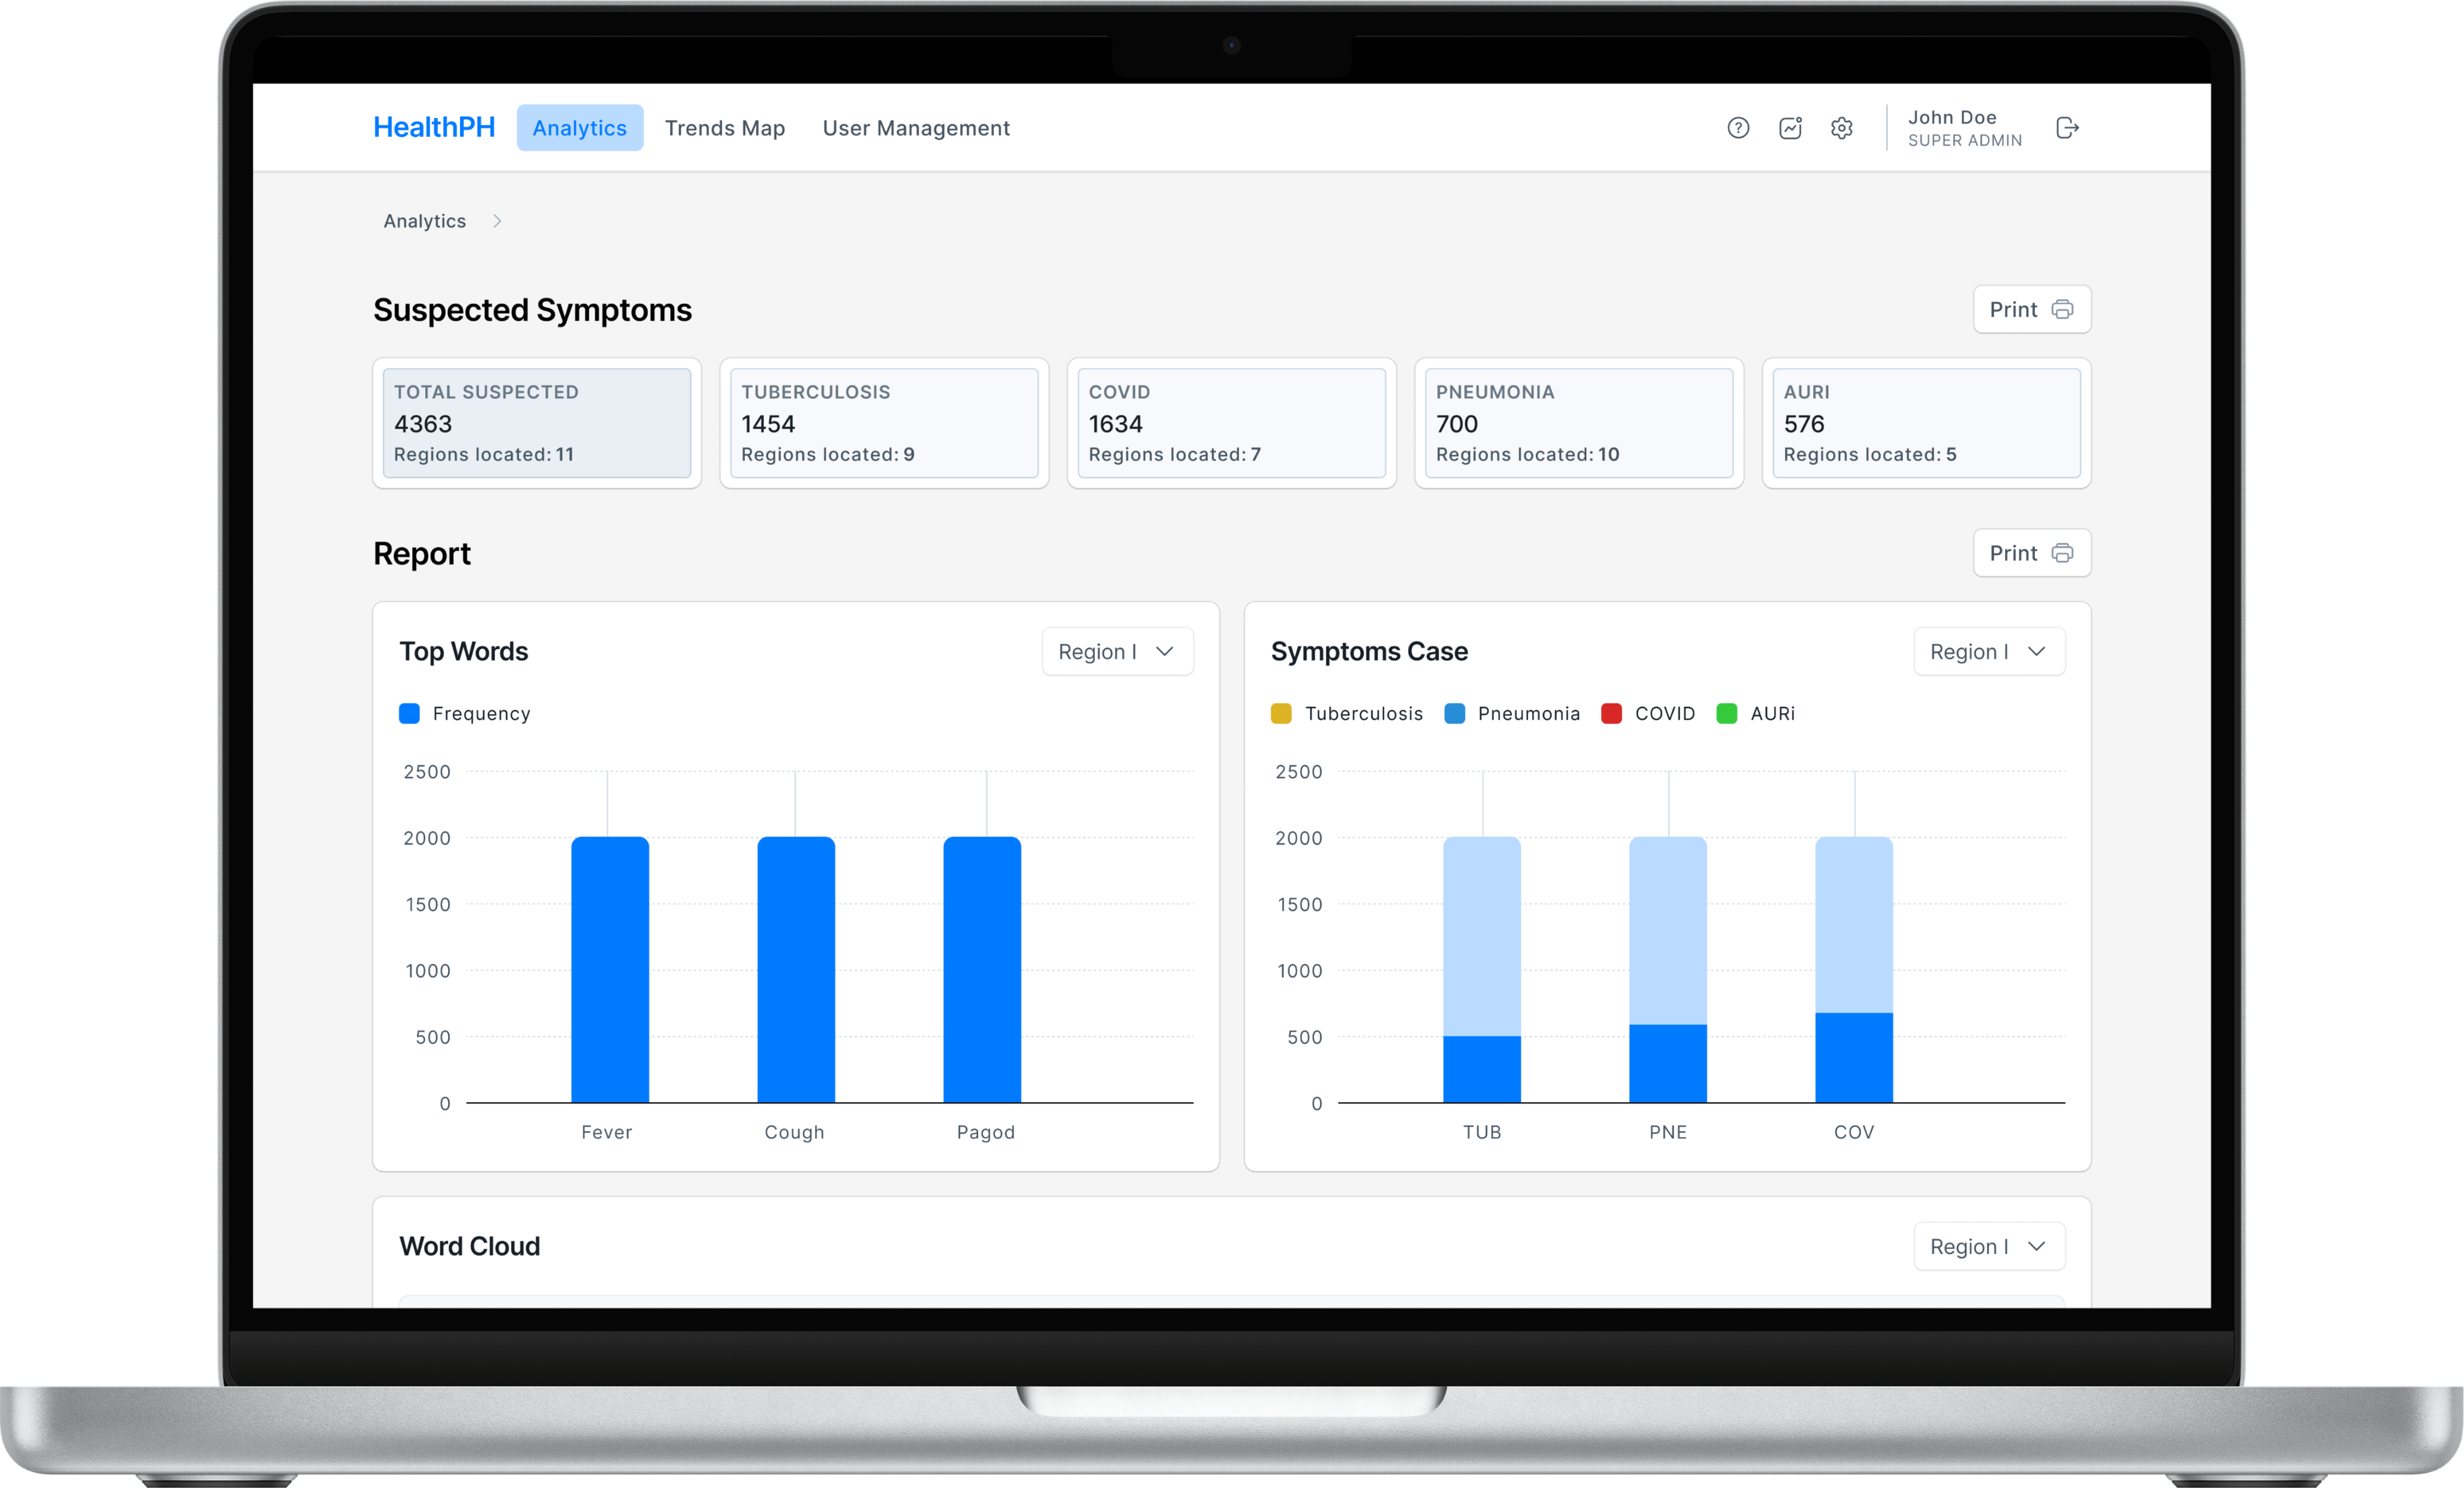 HealthPH Analytics Trends Map User Management
John Doe
SUPER ADMIN
Analytics
Suspected Symptoms
Print
TOTAL SUSPECTED
4363
Regions located: 11
TUBERCULOSIS
1454
Regions located: 9
COVID
1634
Regions located: 7
PNEUMONIA
700
Regions located: 10
AURI
576
Regions located: 5
Report
Print
Top Words
Region I
Frequency
2500
2000
1500
1000
500
0
Fever Cough Pagod
Symptoms Case
Region I
Tuberculosis Pneumonia COVID AURi
2500
2000
1500
1000
500
0
TUB PNE COV
Word Cloud
Region I